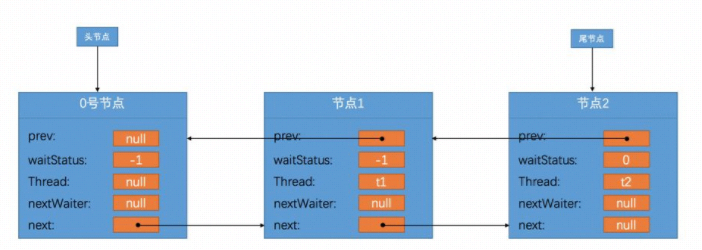 头节点
尾节点
0号节点
prev: null
waitStatus: -1
Thread: null
nextWaiter: null
next:
节点1
prev:
waitStatus: -1
Thread: t1
nextWaiter: null
next:
节点2
prev:
waitStatus: 0
Thread: t2
nextWaiter: null
next: null